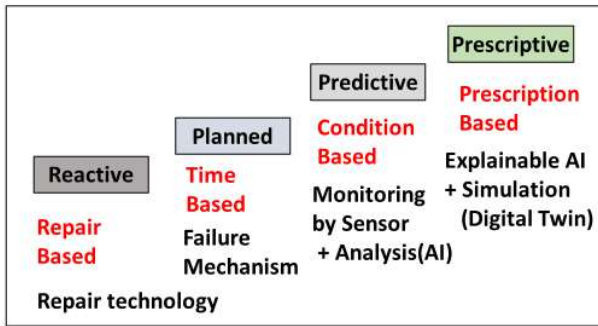 Reactive
Repair
Based
Repair technology
Planned
Time
Based
Failure
Mechanism
Predictive
Condition
Based
Monitoring
by Sensor
+ Analysis(AI)
Prescriptive
Prescription
Based
Explainable AI
+ Simulation
(Digital Twin)